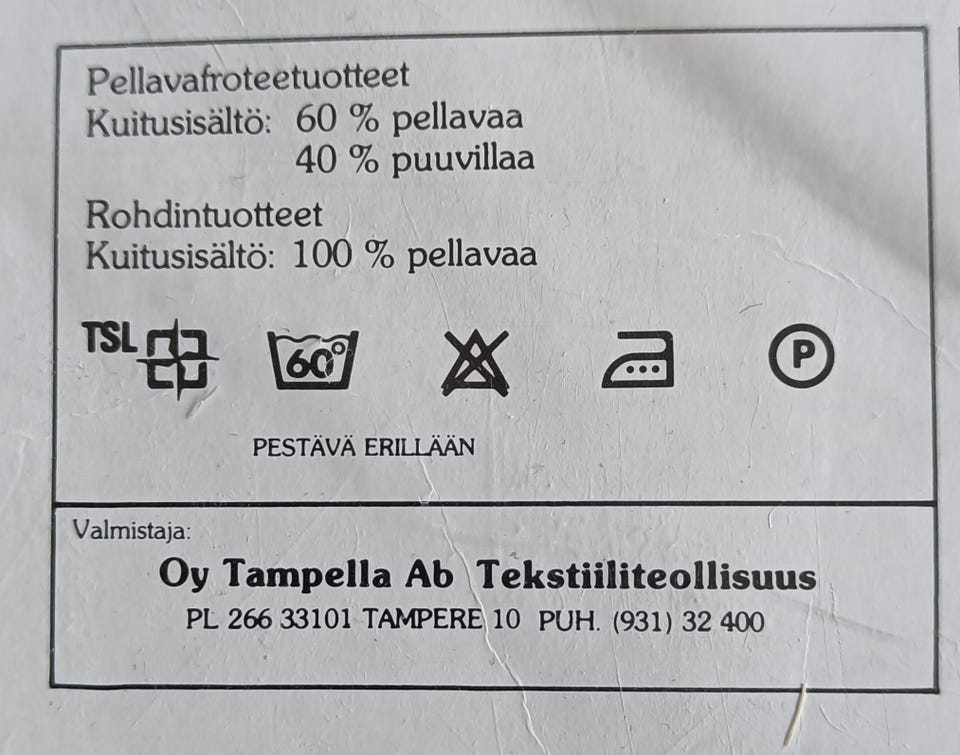 Pellavafroteetuotteet
Kuitusisältö: 60 % pellavaa
40 % puuvillaa
Rohdintuotteet
Kuitusisältö: 100 % pellavaa
TSL 60° P
PESTÄVÄ ERILLÄÄN
Valmistaja:
Oy Tampella Ab Tekstiiliteollisuus
PL 266 33101 TAMPERE 10 PUH. (931) 32 400